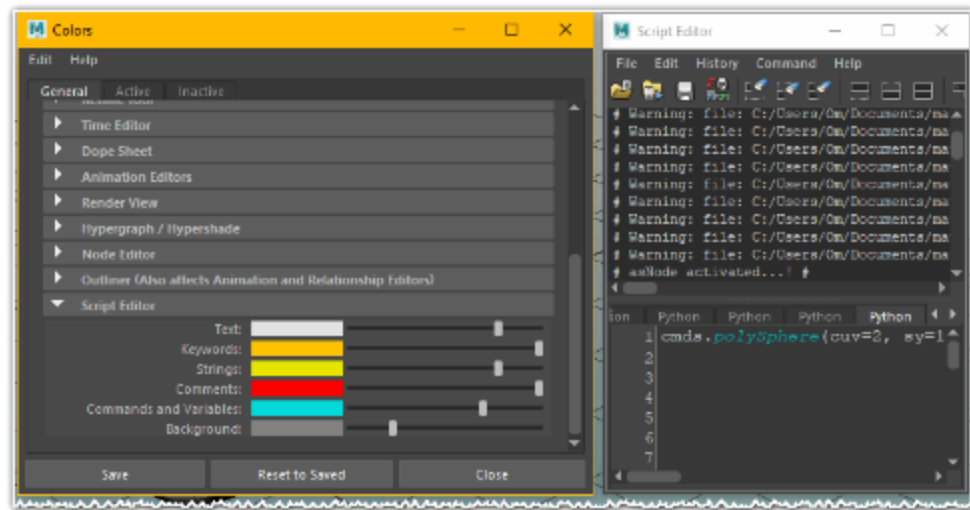 Colors
Edit Help
General Active Inactive
Time Editor
Dope Sheet
Animation Editors
Render View
Hypergraph / Hypershade
Node Editor
Outliner (Also affects Animation and Relationship Editors)
Script Editor
Text:
Keywords:
Strings:
Comments:
Commands and Variables:
Background:
Save Reset to Saved Close
Script Editor
File Edit History Command Help
# Warning: file: C:/Users/Om/Documents/ma
# Warning: file: C:/Users/Om/Documents/ma
# Warning: file: C:/Users/Om/Documents/ma
# Warning: file: C:/Users/Om/Documents/ma
# Warning: file: C:/Users/Om/Documents/ma
# Warning: file: C:/Users/Om/Documents/ma
# Warning: file: C:/Users/Om/Documents/ma
# Warning: file: C:/Users/Om/Documents/ma
# Warning: file: C:/Users/Om/Documents/ma
# asNode activated...! #
ion Python Python Python Python
1 cmds.polySphere(cuv=2, sy=1
2
3
4
5
6
7